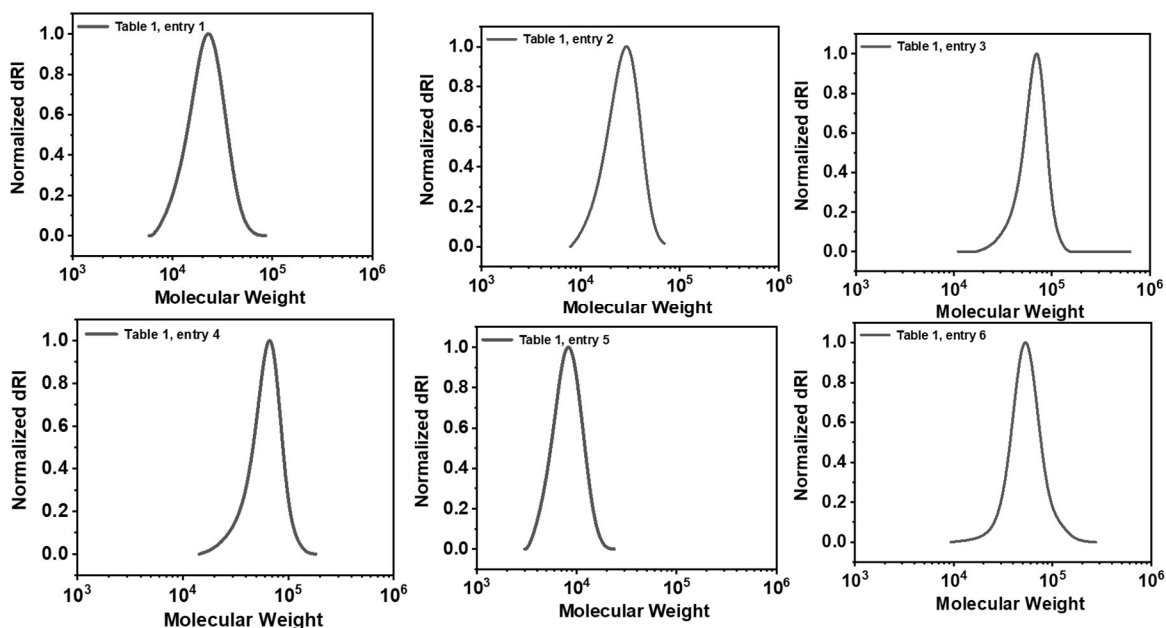 Table 1, entry 1
Normalized dRI
1.0
0.8
0.6
0.4
0.2
0.0
10³ 10⁴ 10⁵ 10⁶
Molecular Weight
Table 1, entry 2
Normalized dRI
1.0
0.8
0.6
0.4
0.2
0.0
10³ 10⁴ 10⁵ 10⁶
Molecular Weight
Table 1, entry 3
Normalized dRI
1.0
0.8
0.6
0.4
0.2
0.0
10³ 10⁴ 10⁵ 10⁶
Molecular Weight
Table 1, entry 4
Normalized dRI
1.0
0.8
0.6
0.4
0.2
0.0
10³ 10⁴ 10⁵ 10⁶
Molecular Weight
Table 1, entry 5
Normalized dRI
1.0
0.8
0.6
0.4
0.2
0.0
10³ 10⁴ 10⁵ 10⁶
Molecular Weight
Table 1, entry 6
Normalized dRI
1.0
0.8
0.6
0.4
0.2
0.0
10³ 10⁴ 10⁵ 10⁶
Molecular Weight